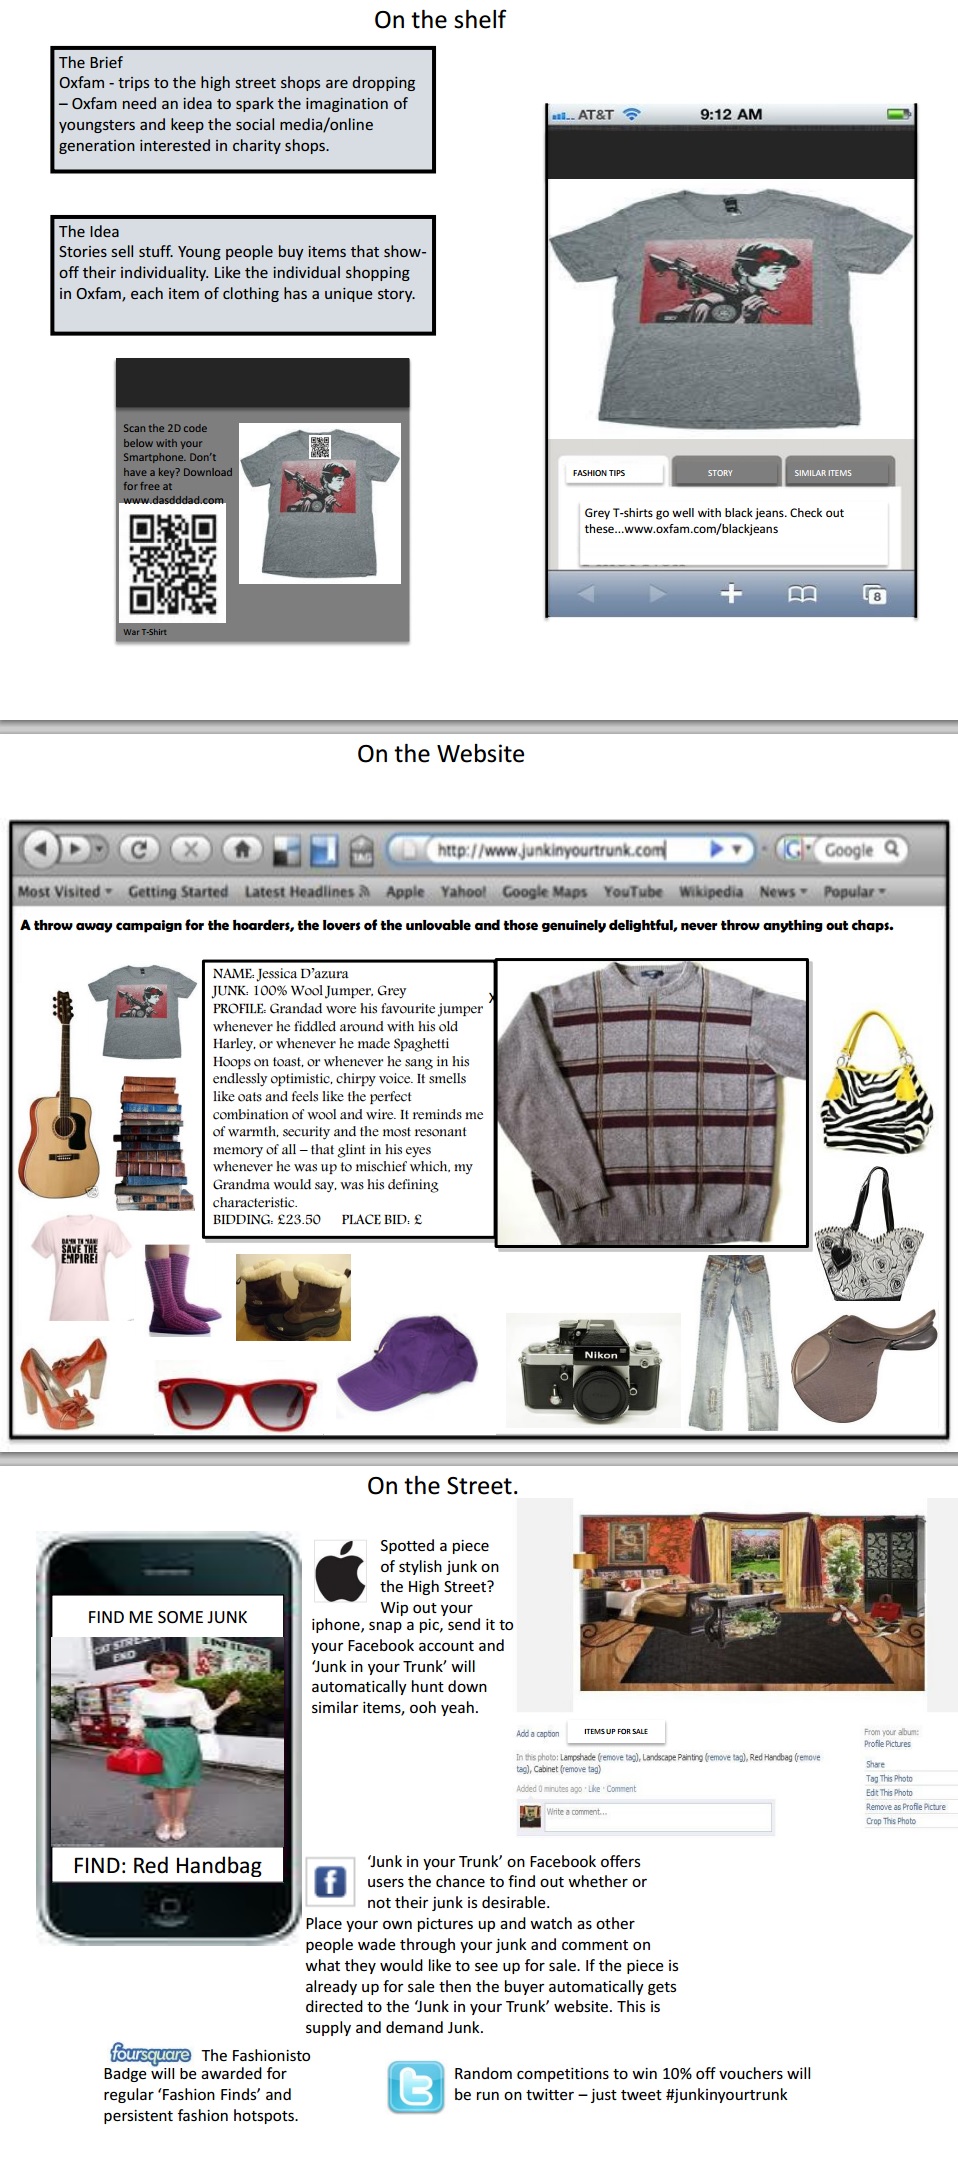 On the shelf
The Brief
Oxfam - trips to the high street shops are dropping
– Oxfam need an idea to spark the imagination of
youngsters and keep the social media/online
generation interested in charity shops.
The Idea
Stories sell stuff. Young people buy items that show-
off their individuality. Like the individual shopping
in Oxfam, each item of clothing has a unique story.
Scan the 2D code
below with your
Smartphone. Don't
have a key? Download
for free at
www.dasdddad.com
War T-Shirt
AT&T 9:12 AM
FASHION TIPS STORY SIMILAR ITEMS
Grey T-shirts go well with black jeans. Check out
these...www.oxfam.com/blackjeans
8
On the Website
http://www.junkinyourtrunk.com
Google
Most Visited Getting Started Latest Headlines Apple Yahoo! Google Maps YouTube Wikipedia News Popular
A throw away campaign for the hoarders, the lovers of the unlovable and those genuinely delightful, never throw anything out chaps.
NAME: Jessica D'azura
JUNK: 100% Wool Jumper, Grey
PROFILE: Grandad wore his favourite jumper
whenever he fiddled around with his old
Harley, or whenever he made Spaghetti
Hoops on toast, or whenever he sang in his
endlessly optimistic, chirpy voice. It smells
like oats and feels like the perfect
combination of wool and wire. It reminds me
of warmth, security and the most resonant
memory of all – that glint in his eyes
whenever he was up to mischief which, my
Grandma would say, was his defining
characteristic.
BIDDING: £23.50 PLACE BID: £
X
DAMN TO MAN!
SAVE THE
EMPIRE!
Nikon
On the Street.
FIND ME SOME JUNK
FIND: Red Handbag
Spotted a piece
of stylish junk on
the High Street?
Wip out your
iphone, snap a pic, send it to
your Facebook account and
'Junk in your Trunk' will
automatically hunt down
similar items, ooh yeah.
Add a caption
ITEMS UP FOR SALE
In this photo: Lampshade (remove tag), Landscape Painting (remove tag), Red Handbag (remove
tag), Cabinet (remove tag)
Added 0 minutes ago · Like · Comment
Write a comment...
From your album:
Profile Pictures
Share
Tag This Photo
Edit This Photo
Remove as Profile Picture
Crop This Photo
'Junk in your Trunk' on Facebook offers
users the chance to find out whether or
not their junk is desirable.
Place your own pictures up and watch as other
people wade through your junk and comment on
what they would like to see up for sale. If the piece is
already up for sale then the buyer automatically gets
directed to the 'Junk in your Trunk' website. This is
supply and demand Junk.
foursquare The Fashionisto
Badge will be awarded for
regular 'Fashion Finds' and
persistent fashion hotspots.
Random competitions to win 10% off vouchers will
be run on twitter – just tweet #junkinyourtrunk